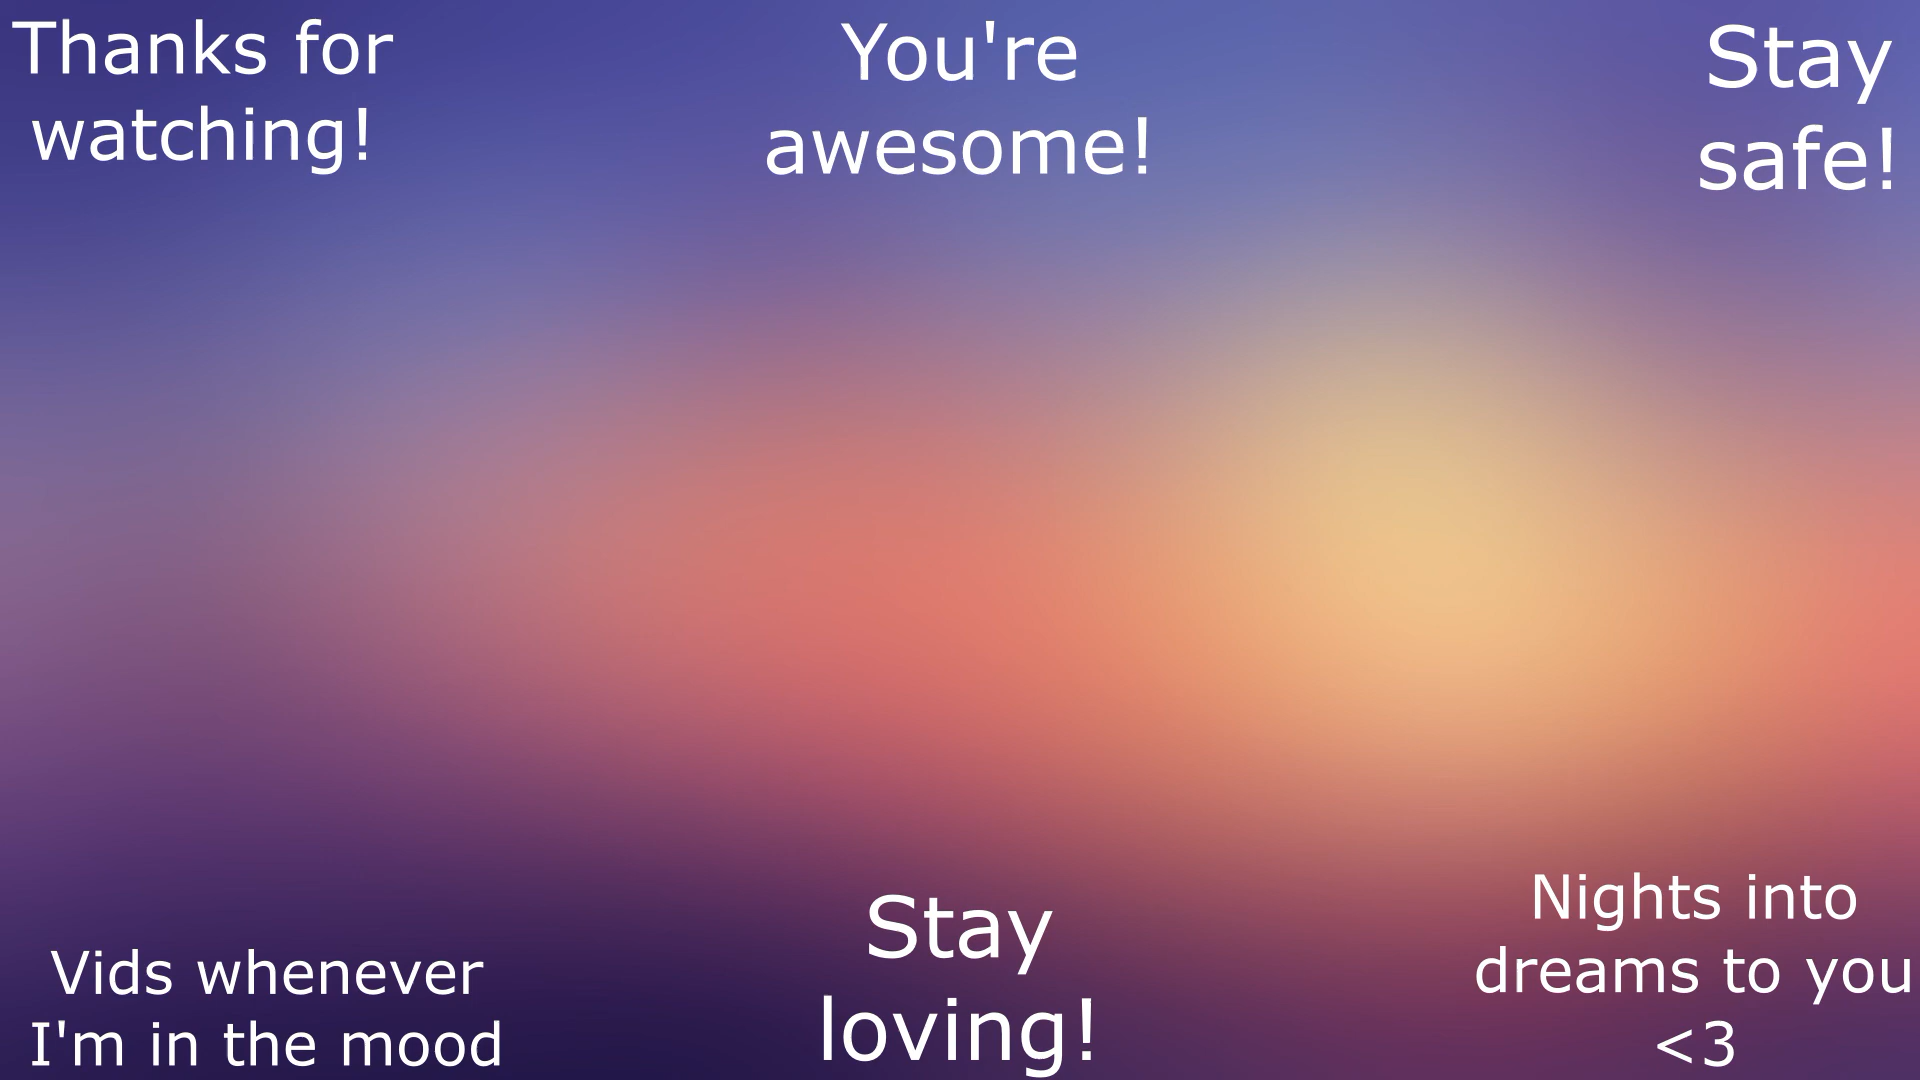 Thanks for
watching!
You're
awesome!
Stay
safe!
Vids whenever
I'm in the mood
Stay
loving!
Nights into
dreams to you
<3